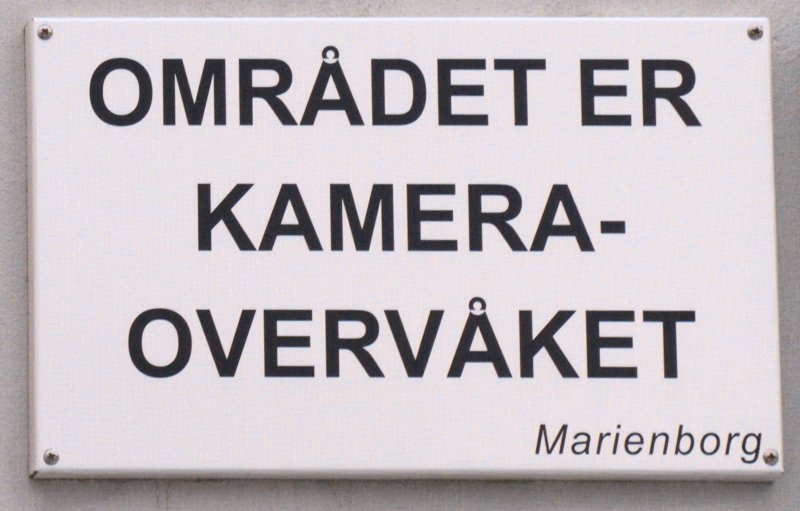 OMRÅDET ER
KAMERA-
OVERVÅKET
Marienborg